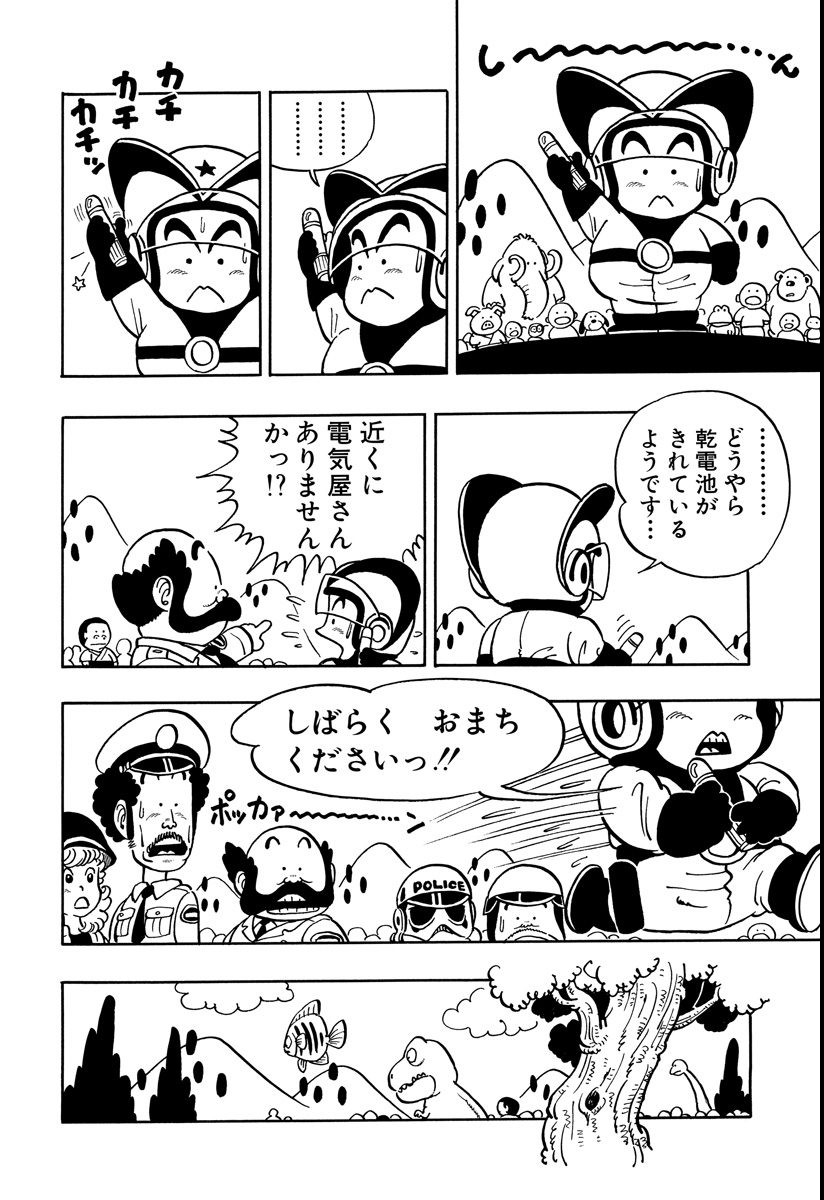 し〜〜〜…ん
………
………
カチ
カチ
カチッ
………
どうやら
乾電池が
きれている
ようです…
近くに
電気屋さん
ありません
かっ!?
しばらく おまち
くださいっ!!
ポッカァ〜〜〜…ン
POLICE